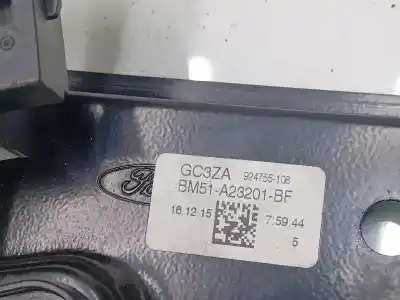 GC3ZA 924755-108
BM51-A23201-BF
16.12.15 7:59:44
5
Ford